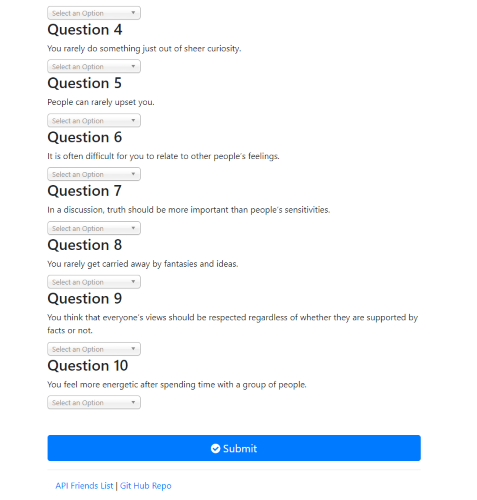 Select an Option
Question 4
You rarely do something just out of sheer curiosity.
Select an Option
Question 5
People can rarely upset you.
Select an Option
Question 6
It is often difficult for you to relate to other people's feelings.
Select an Option
Question 7
In a discussion, truth should be more important than people's sensitivities.
Select an Option
Question 8
You rarely get carried away by fantasies and ideas.
Select an Option
Question 9
You think that everyone's views should be respected regardless of whether they are supported by
facts or not.
Select an Option
Question 10
You feel more energetic after spending time with a group of people.
Select an Option
Submit
API Friends List | Git Hub Repo